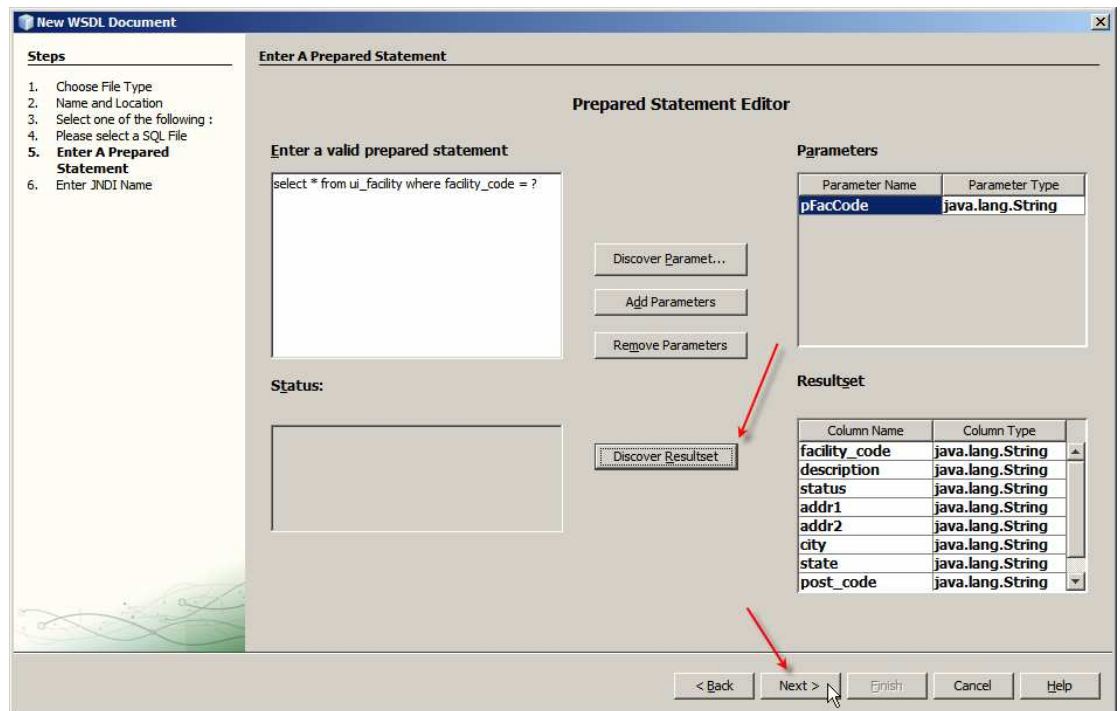 New WSDL Document
Steps
1. Choose File Type
2. Name and Location
3. Select one of the following :
4. Please select a SQL File
5. Enter A Prepared
Statement
6. Enter JNDI Name
Enter A Prepared Statement
Prepared Statement Editor
Enter a valid prepared statement
select * from ui_facility where facility_code = ?
Status:
Discover Paramet...
Add Parameters
Remove Parameters
Discover Resultset
Parameters
Parameter Name Parameter Type
pFacCode java.lang.String
Resultset
Column Name Column Type
facility_code java.lang.String
description java.lang.String
status java.lang.String
addr1 java.lang.String
addr2 java.lang.String
city java.lang.String
state java.lang.String
post_code java.lang.String
< Back Next > Finish Cancel Help